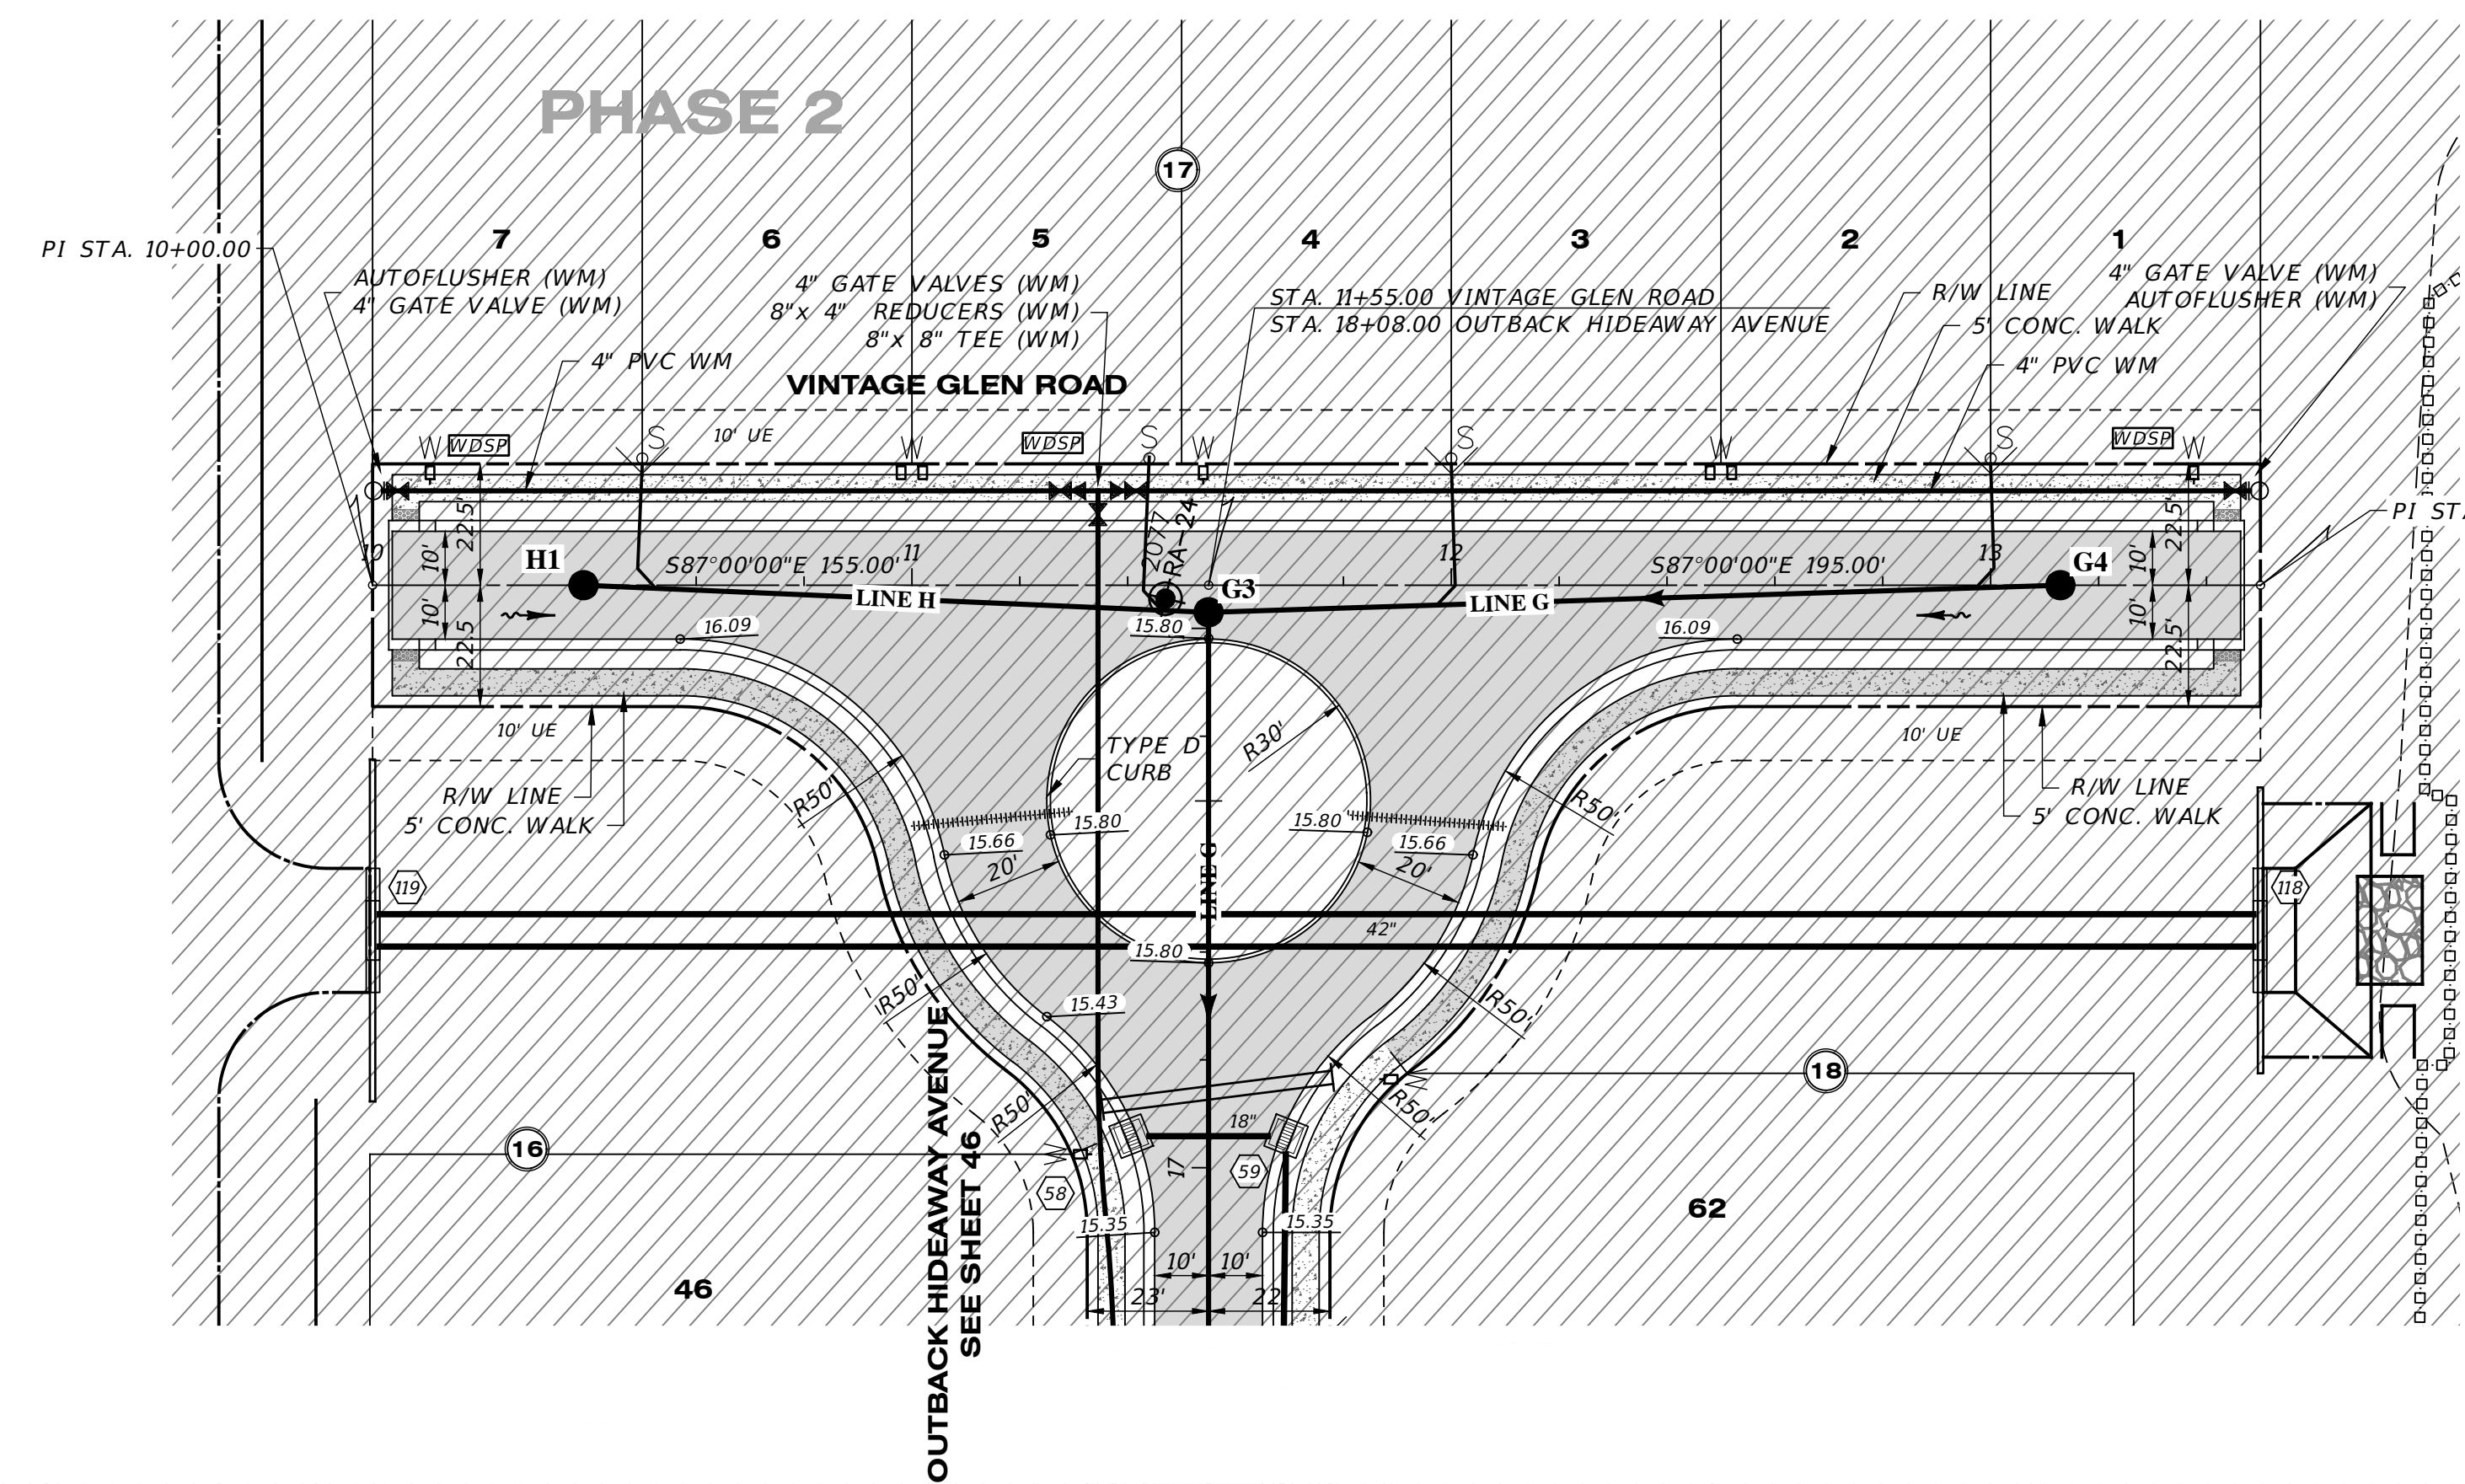 PHASE 2
17
7
6
5
4
3
2
1
PI STA. 10+00.00
AUTOFLUSHER (WM)
4" GATE VALVE (WM)
4" GATE VALVES (WM)
8"x 4" REDUCERS (WM)
8"x 8" TEE (WM)
STA. 11+55.00 VINTAGE GLEN ROAD
STA. 18+08.00 OUTBACK HIDEAWAY AVENUE
R/W LINE
5' CONC. WALK
4" PVC WM
4" GATE VALVE (WM)
AUTOFLUSHER (WM)
4" PVC WM
VINTAGE GLEN ROAD
10' UE
W
WDSP
S
W
WDSP
S
W
S
W
S
WDSP
W
PI STA
10
10'
22.5'
H1
S87°00'00"E 155.00'
11
2077
RA-24
G3
12
S87°00'00"E 195.00'
13
10'
22.5'
G4
LINE H
LINE G
10'
22.5
16.09
15.80
16.09
10'
22.5'
10' UE
10' UE
TYPE D
CURB
R30'
R/W LINE
5' CONC. WALK
R50'
R50'
R/W LINE
5' CONC. WALK
15.80
15.80
15.66
15.66
20'
20'
LINE G
119
118
42"
15.80
R50'
R50'
15.43
R50'
R50'
18
16
18"
17
58
59
15.35
15.35
62
46
10'
10'
23'
22
OUTBACK HIDEAWAY AVENUE
SEE SHEET 46